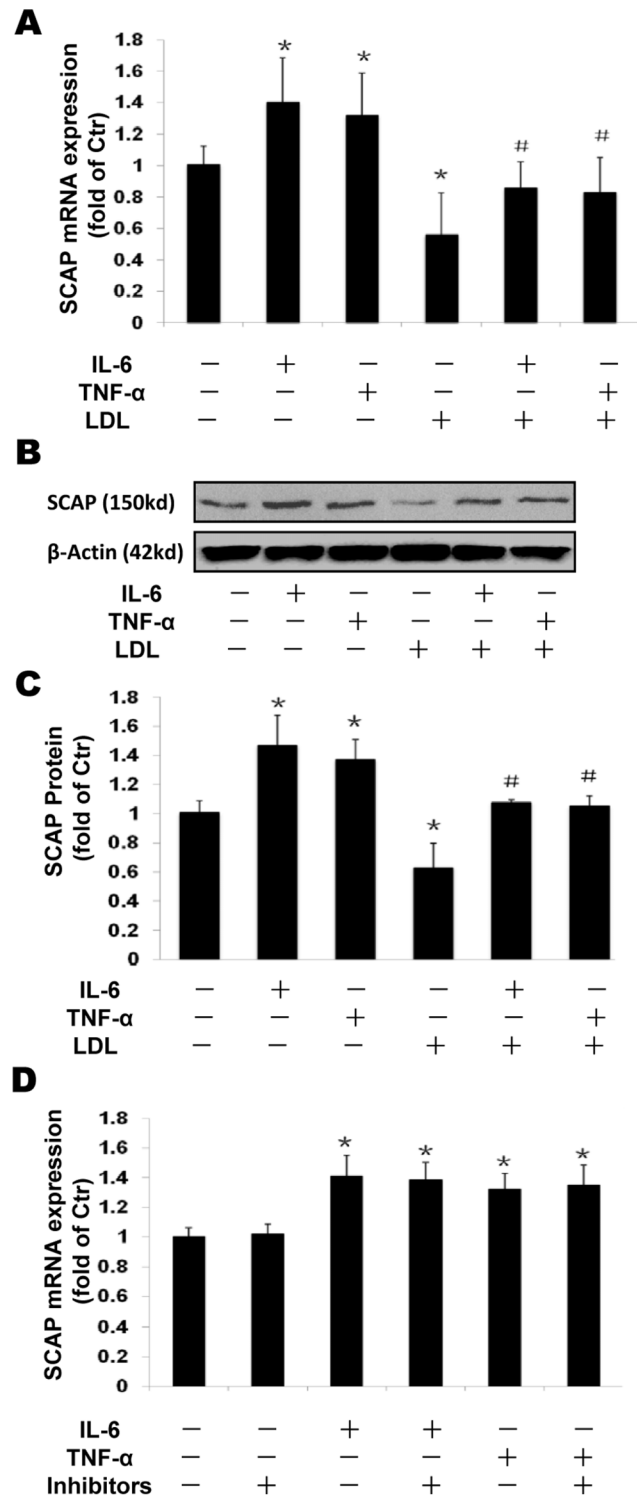 A
SCAP mRNA expression
(fold of Ctr)
1.8
1.6
1.4
1.2
1
0.8
0.6
0.4
0.2
0
* * * # #
IL-6 − + − − + −
TNF-α − − + − − +
LDL − − − + + +
B
SCAP (150kd)
β-Actin (42kd)
IL-6 − + − − + −
TNF-α − − + − − +
LDL − − − + + +
C
SCAP Protein
(fold of Ctr)
1.8
1.6
1.4
1.2
1
0.8
0.6
0.4
0.2
0
* * * # #
IL-6 − + − − + −
TNF-α − − + − − +
LDL − − − + + +
D
SCAP mRNA expression
(fold of Ctr)
1.8
1.6
1.4
1.2
1
0.8
0.6
0.4
0.2
0
* * * *
IL-6 − − + + − −
TNF-α − − − − + +
Inhibitors − + − + − +